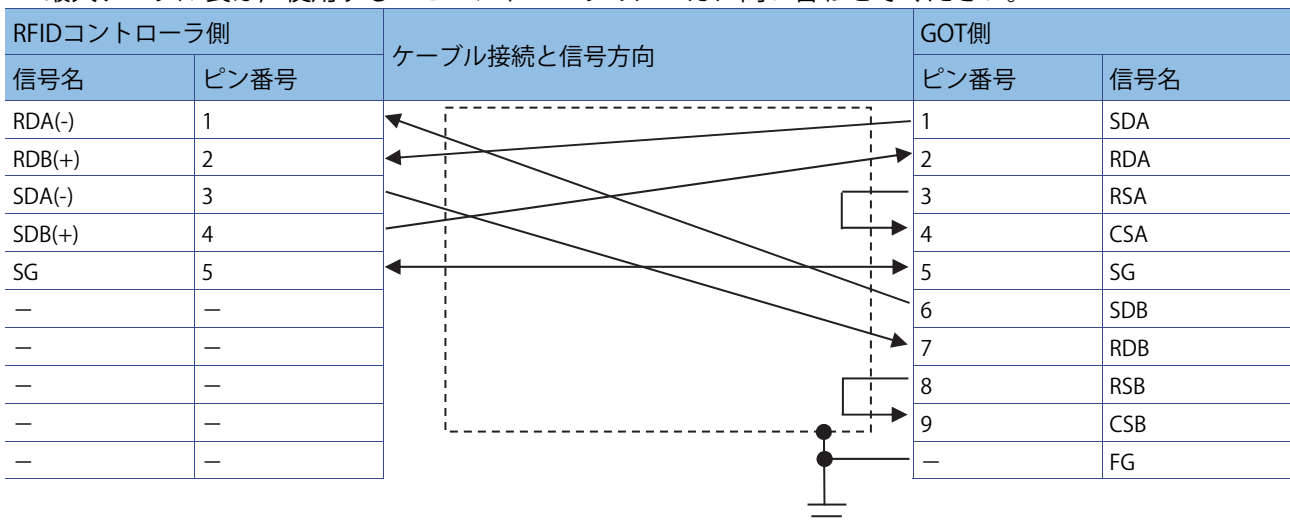 RFIDコントローラ側 ケーブル接続と信号方向 GOT側
信号名 ピン番号 ピン番号 信号名
RDA(-) 1 1 SDA
RDB(+) 2 2 RDA
SDA(-) 3 3 RSA
SDB(+) 4 4 CSA
SG 5 5 SG
— — 6 SDB
— — 7 RDB
— — 8 RSB
— — 9 CSB
— — — FG